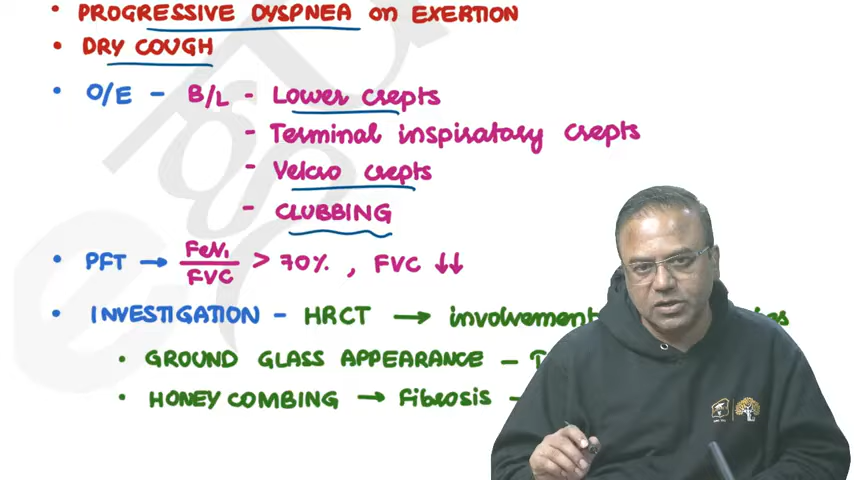 • PROGRESSIVE DYSPNEA on EXERTION
• DRY COUGH
• O/E - B/L - Lower crepts
- Terminal inspiratory crepts
- Velcro crepts
- CLUBBING
• PFT → FeV₁/FVC > 70%, FVC ↓↓
• INVESTIGATION - HRCT → involvement
• GROUND GLASS APPEARANCE -
• HONEY COMBING → Fibrosis -